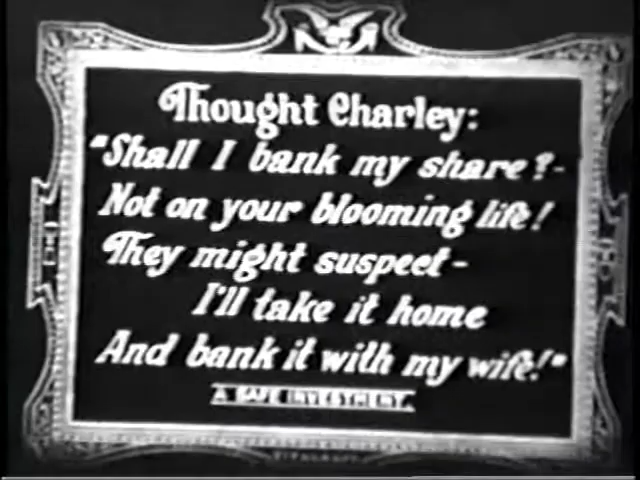 Thought Charley:
"Shall I bank my share?-
Not on your blooming life!
They might suspect-
I'll take it home
And bank it with my wife!"
A SAFE INVESTMENT.
VITAGRAPH